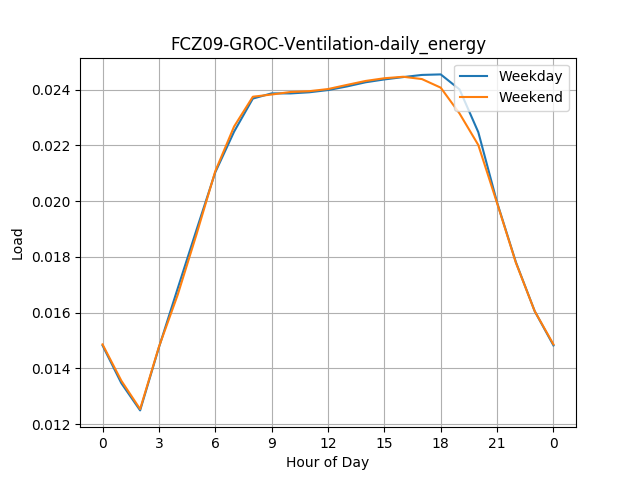 FCZ09-GROC-Ventilation-daily_energy
Weekday
Weekend
Load
0.024
0.022
0.020
0.018
0.016
0.014
0.012
0 3 6 9 12 15 18 21 0
Hour of Day